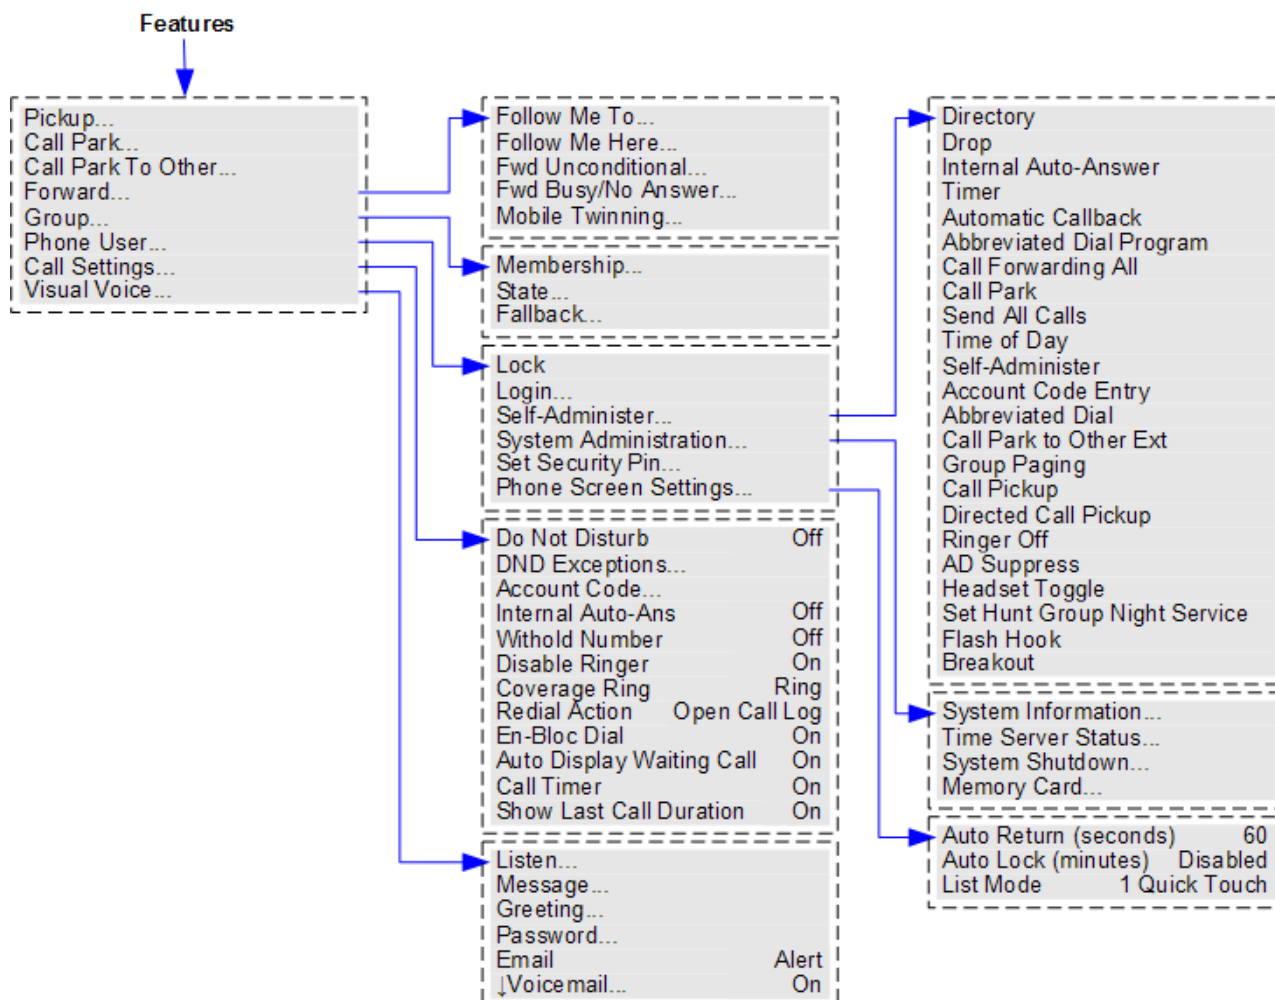 Features
Pickup...
Call Park...
Call Park To Other...
Forward...
Group...
Phone User...
Call Settings...
Visual Voice...
Follow Me To...
Follow Me Here...
Fwd Unconditional...
Fwd Busy/No Answer...
Mobile Twinning...
Membership...
State...
Fallback...
Lock
Login...
Self-Administer...
System Administration...
Set Security Pin...
Phone Screen Settings...
Do Not Disturb Off
DND Exceptions...
Account Code...
Internal Auto-Ans Off
Withold Number Off
Disable Ringer On
Coverage Ring Ring
Redial Action Open Call Log
En-Bloc Dial On
Auto Display Waiting Call On
Call Timer On
Show Last Call Duration On
Listen...
Message...
Greeting...
Password...
Email Alert
↓Voicemail... On
Directory
Drop
Internal Auto-Answer
Timer
Automatic Callback
Abbreviated Dial Program
Call Forwarding All
Call Park
Send All Calls
Time of Day
Self-Administer
Account Code Entry
Abbreviated Dial
Call Park to Other Ext
Group Paging
Call Pickup
Directed Call Pickup
Ringer Off
AD Suppress
Headset Toggle
Set Hunt Group Night Service
Flash Hook
Breakout
System Information...
Time Server Status...
System Shutdown...
Memory Card...
Auto Return (seconds) 60
Auto Lock (minutes) Disabled
List Mode 1 Quick Touch